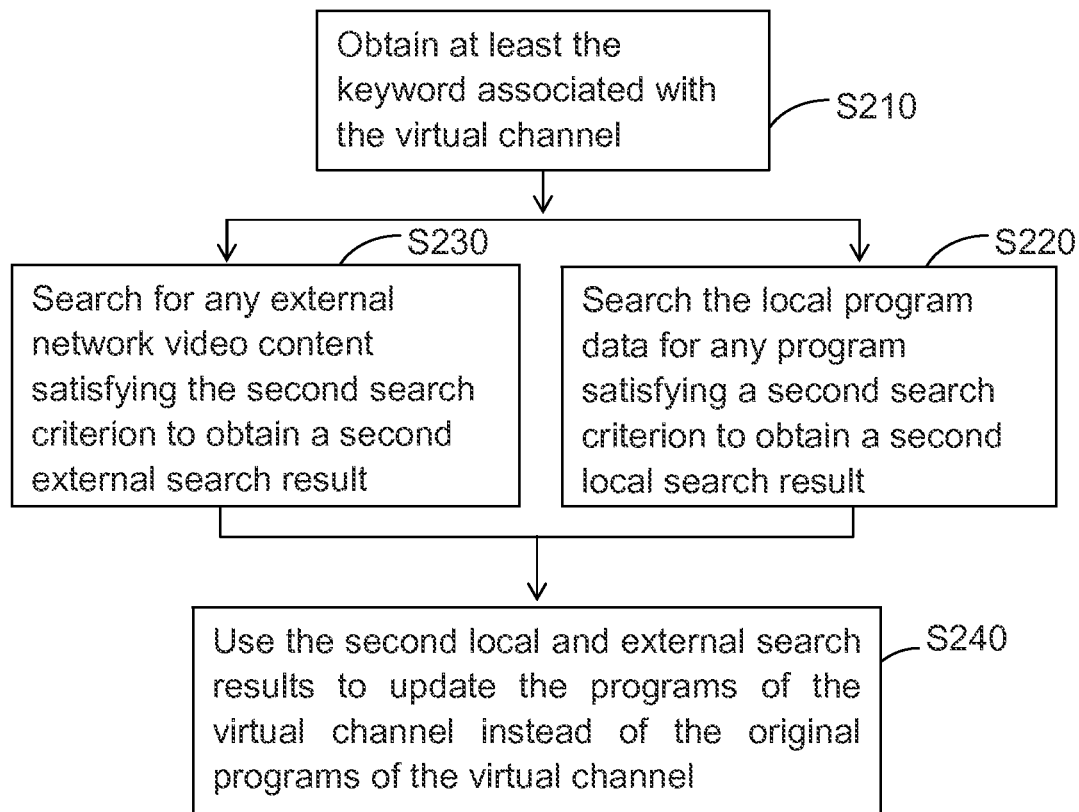 Obtain at least the
keyword associated with
the virtual channel
S210
S230
Search for any external
network video content
satisfying the second search
criterion to obtain a second
external search result
S220
Search the local program
data for any program
satisfying a second search
criterion to obtain a second
local search result
Use the second local and external search
results to update the programs of the
virtual channel instead of the original
programs of the virtual channel
S240